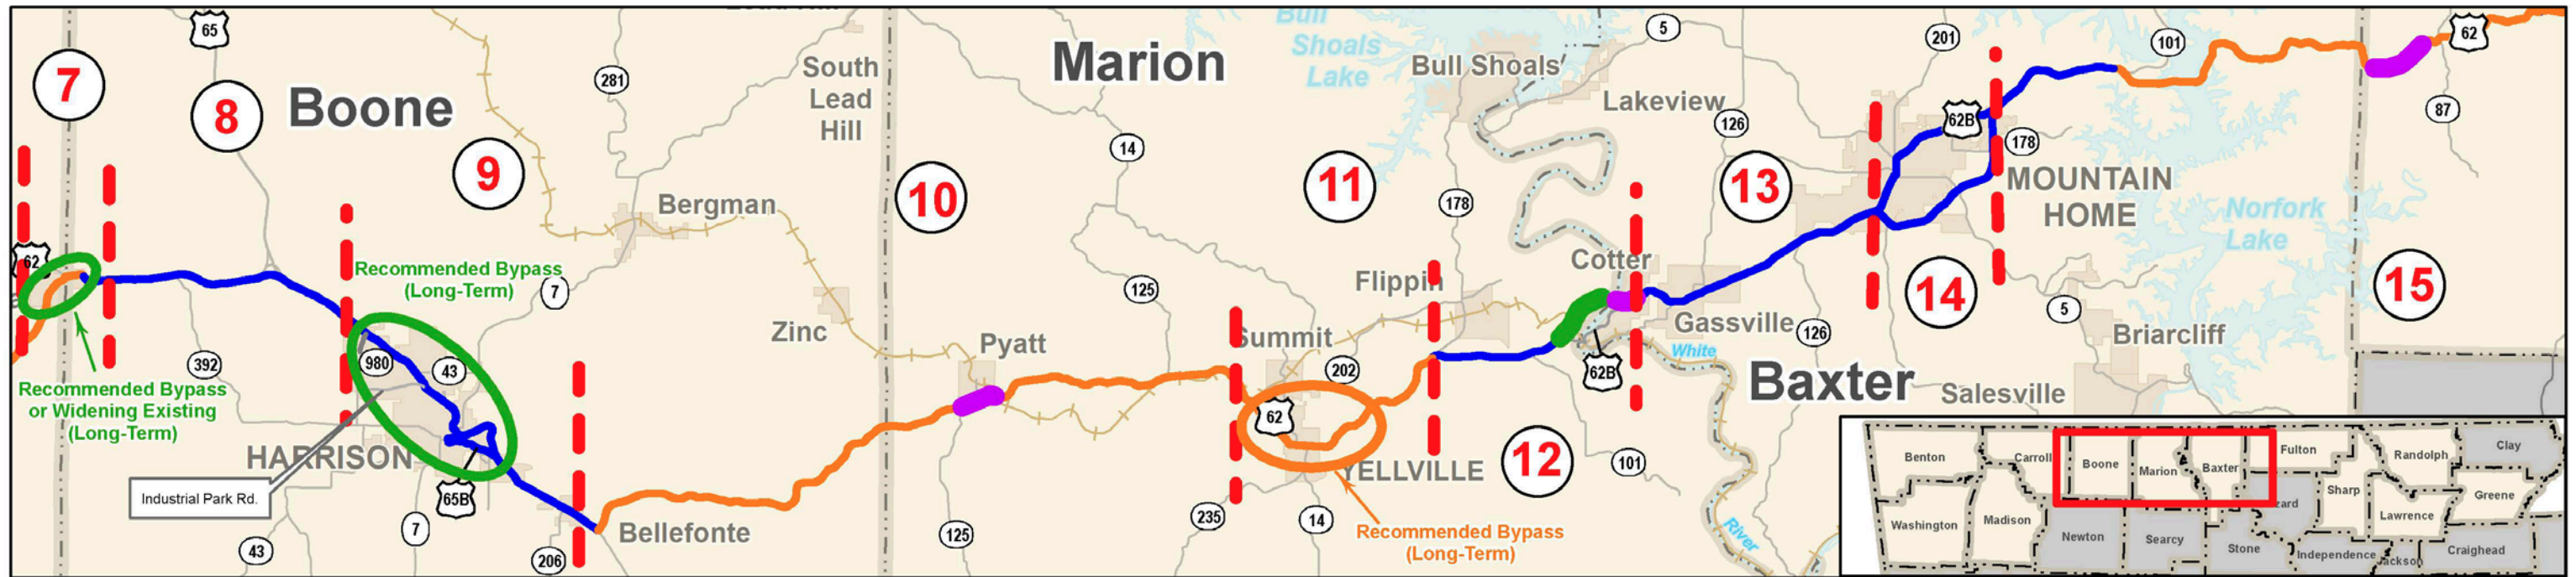 65
Marion
Bull
Shoals
Lake
5
201
101
62
7
8
Boone
281
South
Lead
Hill
Bull Shoals
Lakeview
126
62B
87
14
178
9
10
11
13
178
MOUNTAIN
HOME
Bergman
178
Norfork
Lake
62
Recommended Bypass
(Long-Term)
7
125
Flippin
Cotter
14
15
5
Zinc
Pyatt
Summit
Gassville
126
Briarcliff
White
392
980
43
202
62B
Baxter
Salesville
Recommended Bypass
or Widening Existing
(Long-Term)
62
HARRISON
YELLVILLE
12
101
Industrial Park Rd.
65B
7
43
206
Bellefonte
125
235
14
Recommended Bypass
(Long-Term)
River
Benton
Carroll
Boone
Marion
Baxter
Fulton
Randolph
Clay
Washington
Madison
Newton
Searcy
Stone
zard
Sharp
Lawrence
Greene
Independence
Jackson
Craighead